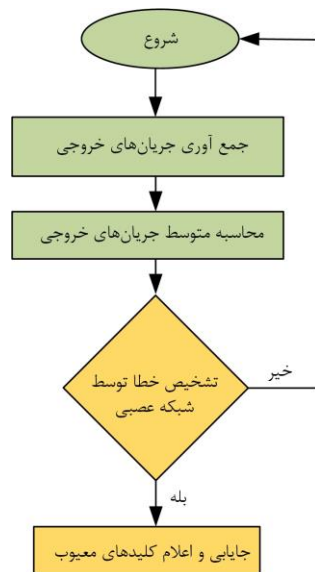 شروع
جمع آوری جریان‌های خروجی
محاسبه متوسط جریان‌های خروجی
تشخیص خطا توسط
شبکه عصبی
خیر
بله
جایابی و اعلام کلیدهای معیوب